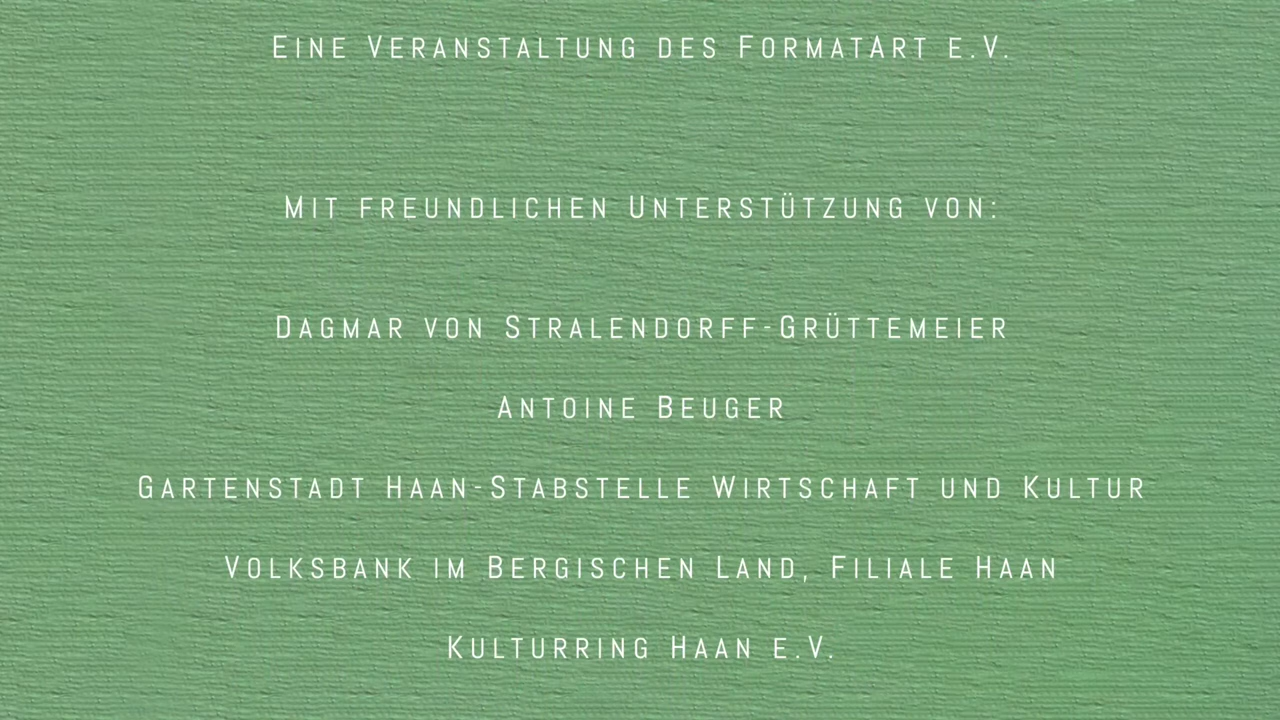 Eine Veranstaltung des FormatArt e.V.
Mit freundlichen Unterstützung von:
Dagmar von Stralendorff-Grüttemeier
Antoine Beuger
Gartenstadt Haan-Stabstelle Wirtschaft und Kultur
Volksbank im Bergischen Land, Filiale Haan
Kulturring Haan e.V.